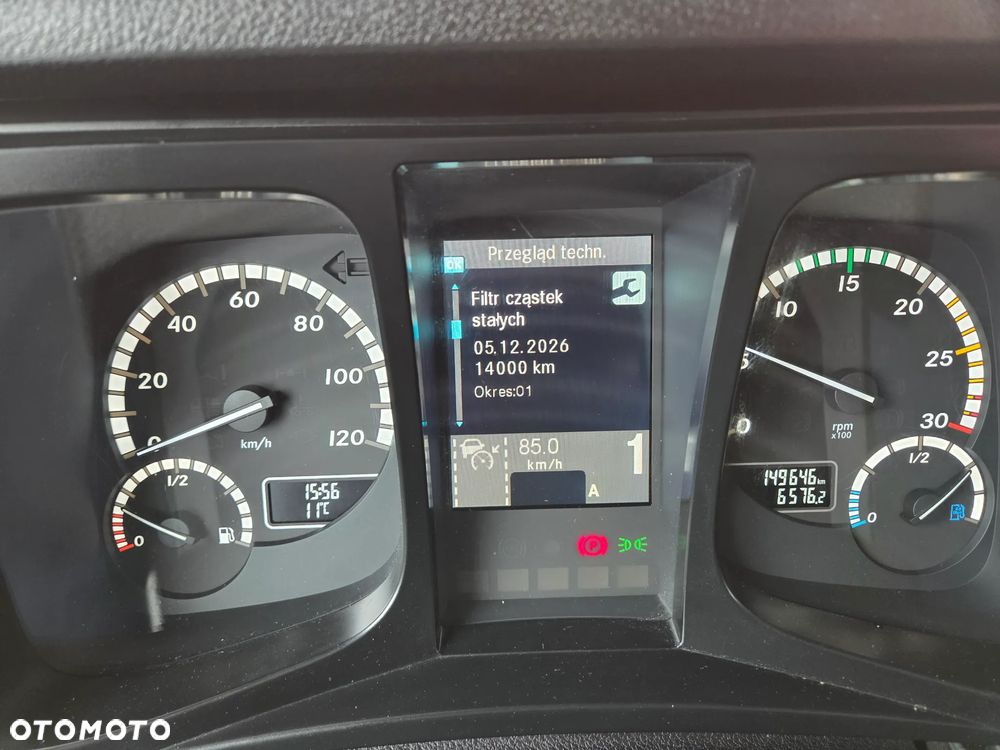 Przegląd techn.
OK
Filtr cząstek
stałych
05.12.2026
14000 km
Okres:01
85.0
km/h
1
A
0
20
40
60
80
100
120
km/h
0
1/2
15:56
11°C
P
0
5
10
15
20
25
30
rpm
x100
149646 km
6576,2
0
1/2
OTOMOTO